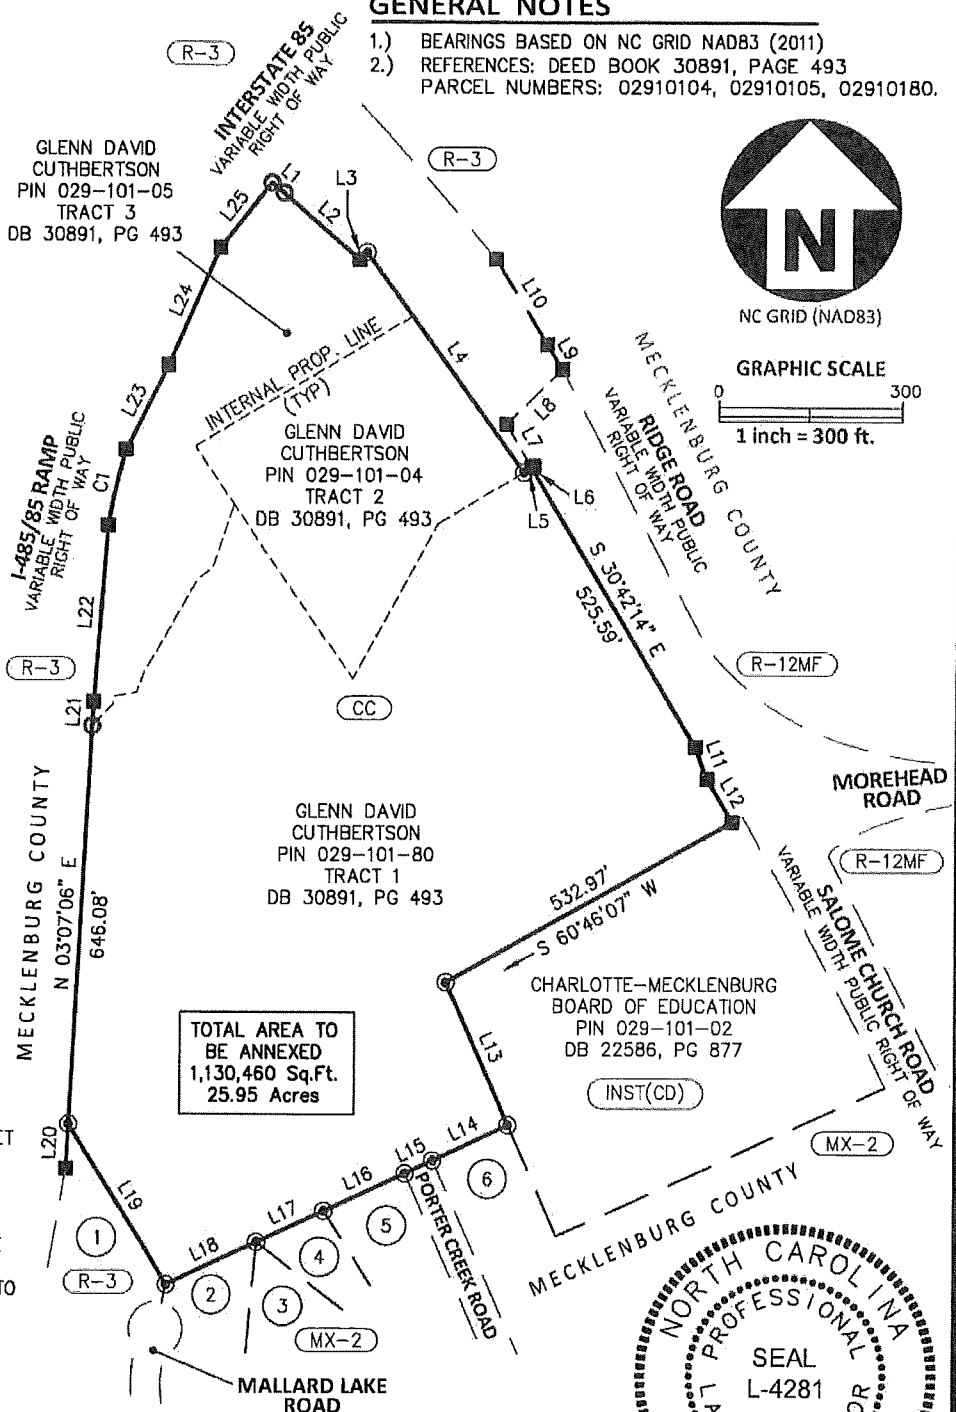 GENERAL NOTES
1.) BEARINGS BASED ON NC GRID NAD83 (2011)
2.) REFERENCES: DEED BOOK 30891, PAGE 493
PARCEL NUMBERS: 02910104, 02910105, 02910180.
R-3
INTERSTATE 85
VARIABLE WIDTH PUBLIC
RIGHT OF WAY
R-3
GLENN DAVID
CUTHBERTSON
PIN 029-101-05
TRACT 3
DB 30891, PG 493
L1
L2
L3
L25
L24
L4
L10
L9
L8
L7
N
NC GRID (NAD83)
GRAPHIC SCALE
0 300
1 inch = 300 ft.
MECKLENBURG COUNTY
RIDGE ROAD
VARIABLE WIDTH PUBLIC
RIGHT OF WAY
INTERNAL PROP. LINE
(TYP)
L23
C1
GLENN DAVID
CUTHBERTSON
PIN 029-101-04
TRACT 2
DB 30891, PG 493
L6
L5
I-485/85 RAMP
VARIABLE WIDTH PUBLIC
RIGHT OF WAY
S 30°42'14" E
525.59'
L22
R-3
L21
R-12MF
CC
L11
L12
MOREHEAD
ROAD
R-12MF
MECKLENBURG COUNTY
N 03°07'06" E
646.08'
GLENN DAVID
CUTHBERTSON
PIN 029-101-80
TRACT 1
DB 30891, PG 493
532.97'
S 60°46'07" W
SALOME CHURCH ROAD
VARIABLE WIDTH PUBLIC RIGHT OF WAY
CHARLOTTE-MECKLENBURG
BOARD OF EDUCATION
PIN 029-101-02
DB 22586, PG 877
INST(CD)
L13
TOTAL AREA TO
BE ANNEXED
1,130,460 Sq.Ft.
25.95 Acres
L20
L19
L14
L15
L16
L17
L18
MX-2
6
5
4
3
2
1
R-3
PORTER CREEK ROAD
MECKLENBURG COUNTY
MX-2
MALLARD LAKE
ROAD
TO
NORTH CAROLINA
PROFESSIONAL
SEAL
L-4281